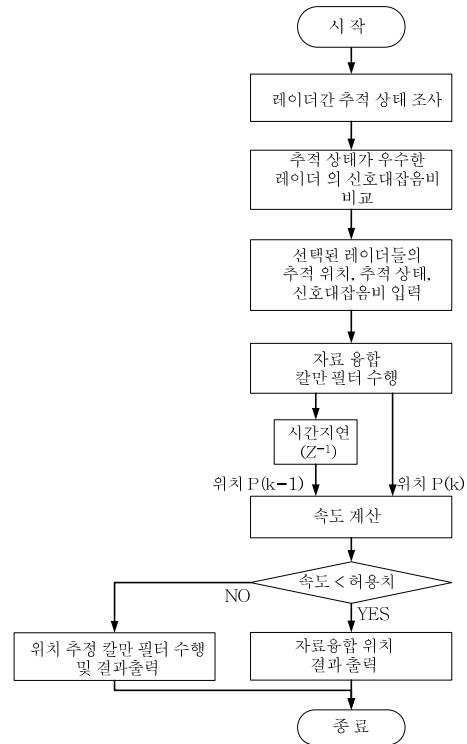 시 작
레이더간 추적 상태 조사
추적 상태가 우수한
레이더 의 신호대잡음비
비교
선택된 레이더들의
추적 위치, 추적 상태,
신호대잡음비 입력
자료 융합
칼만 필터 수행
시간지연
(Z⁻¹)
위치 P(k-1)
위치 P(k)
속도 계산
속도 < 허용치
NO
YES
위치 추정 칼만 필터 수행
및 결과출력
자료융합 위치
결과 출력
종 료